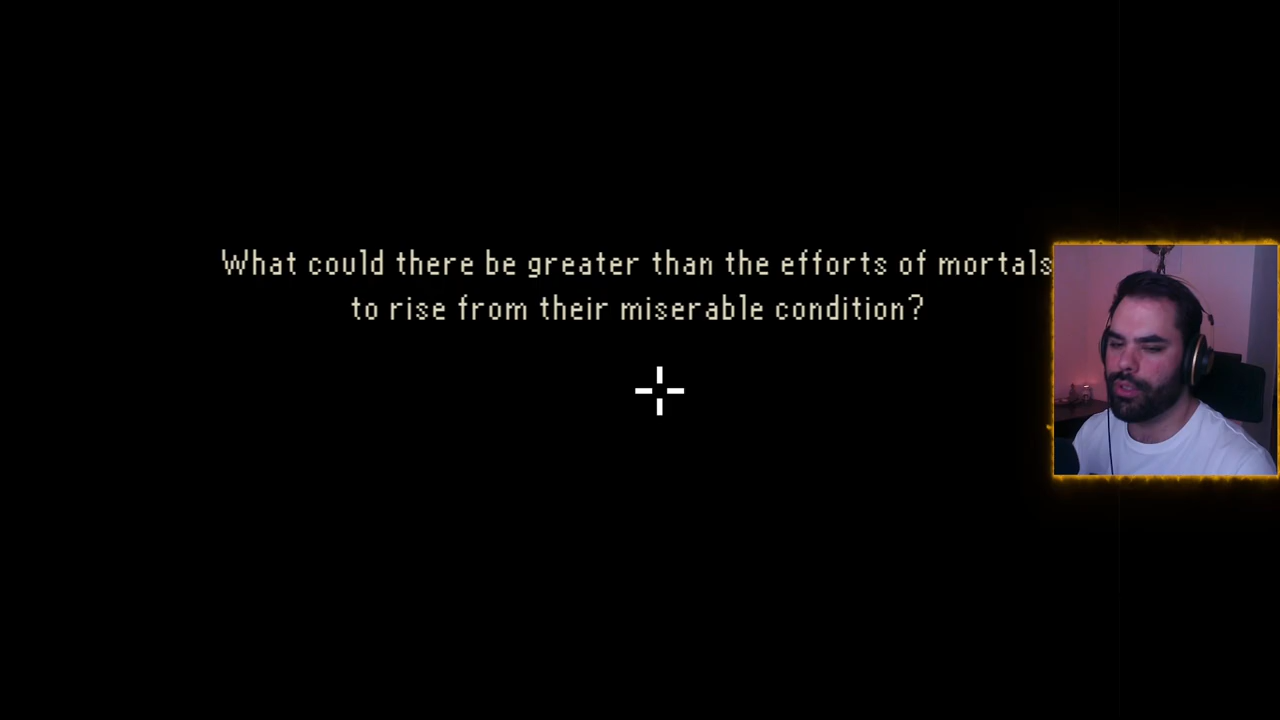 What could there be greater than the efforts of mortals
to rise from their miserable condition?